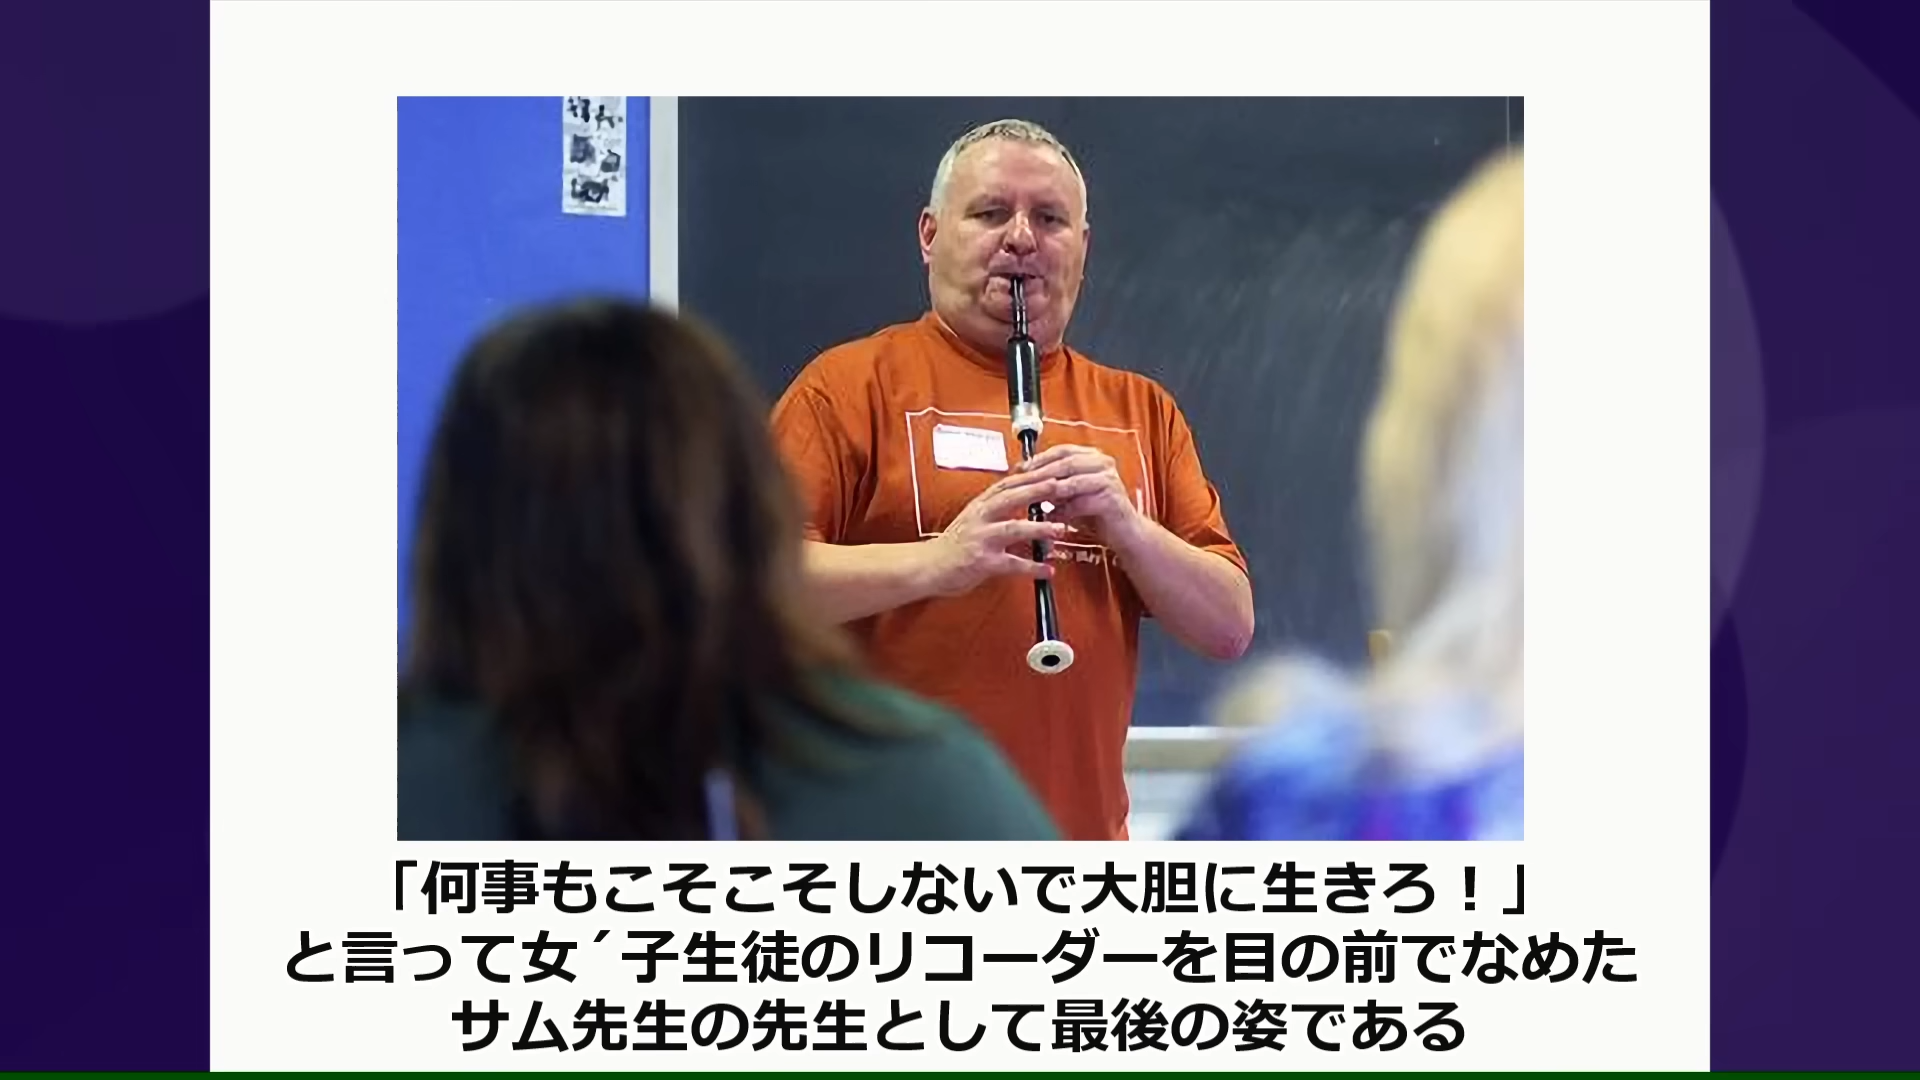 「何事もこそこそしないで大胆に生きろ！」
と言って女´子生徒のリコーダーを目の前でなめた
サム先生の先生として最後の姿である